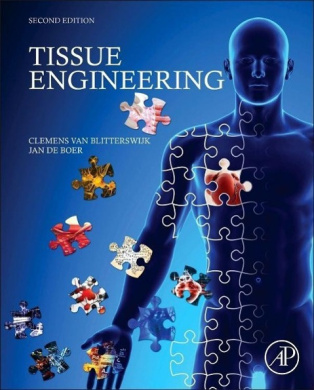 SECOND EDITION
TISSUE
ENGINEERING
CLEMENS VAN BLITTERSWIJK
JAN DE BOER
AP